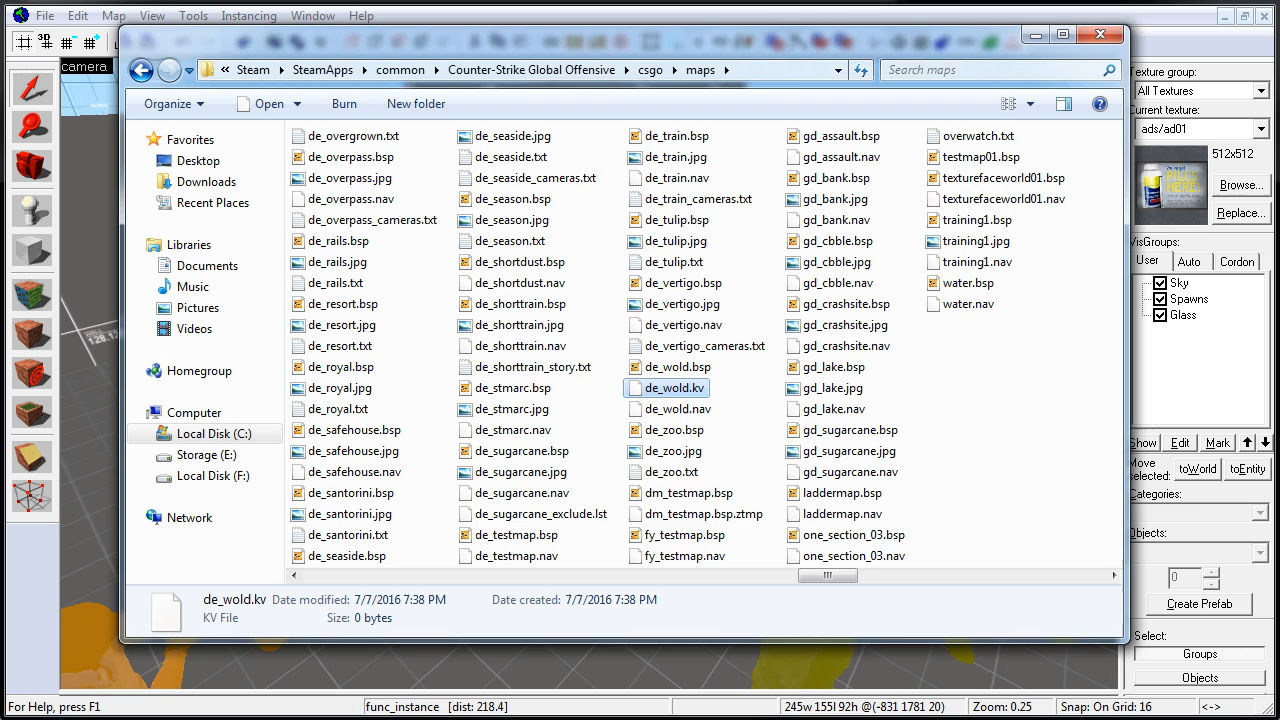 File Edit Map View Tools Instancing Window Help
camera
« Steam SteamApps common Counter-Strike Global Offensive csgo maps
Search maps
Organize Open Burn New folder
Favorites
Desktop
Downloads
Recent Places
Libraries
Documents
Music
Pictures
Videos
Homegroup
Computer
Local Disk (C:)
Storage (E:)
Local Disk (F:)
Network
de_overgrown.txt
de_overpass.bsp
de_overpass.jpg
de_overpass.nav
de_overpass_cameras.txt
de_rails.bsp
de_rails.jpg
de_rails.txt
de_resort.bsp
de_resort.jpg
de_resort.txt
de_royal.bsp
de_royal.jpg
de_royal.txt
de_safehouse.bsp
de_safehouse.jpg
de_safehouse.nav
de_santorini.bsp
de_santorini.jpg
de_santorini.txt
de_seaside.bsp
de_seaside.jpg
de_seaside.txt
de_seaside_cameras.txt
de_season.bsp
de_season.jpg
de_season.txt
de_shortdust.bsp
de_shortdust.nav
de_shorttrain.bsp
de_shorttrain.jpg
de_shorttrain.nav
de_shorttrain_story.txt
de_stmarc.bsp
de_stmarc.jpg
de_stmarc.nav
de_sugarcane.bsp
de_sugarcane.jpg
de_sugarcane.nav
de_sugarcane_exclude.lst
de_testmap.bsp
de_testmap.nav
de_train.bsp
de_train.jpg
de_train.nav
de_train_cameras.txt
de_tulip.bsp
de_tulip.jpg
de_tulip.txt
de_vertigo.bsp
de_vertigo.jpg
de_vertigo.nav
de_vertigo_cameras.txt
de_wold.bsp
de_wold.kv
de_wold.nav
de_zoo.bsp
de_zoo.jpg
de_zoo.txt
dm_testmap.bsp
dm_testmap.bsp.ztmp
fy_testmap.bsp
fy_testmap.nav
gd_assault.bsp
gd_assault.nav
gd_bank.bsp
gd_bank.jpg
gd_bank.nav
gd_cbble.bsp
gd_cbble.jpg
gd_cbble.nav
gd_crashsite.bsp
gd_crashsite.jpg
gd_crashsite.nav
gd_lake.bsp
gd_lake.jpg
gd_lake.nav
gd_sugarcane.bsp
gd_sugarcane.jpg
gd_sugarcane.nav
laddermap.bsp
laddermap.nav
one_section_03.bsp
one_section_03.nav
overwatch.txt
testmap01.bsp
texturefaceworld01.bsp
texturefaceworld01.nav
training1.bsp
training1.jpg
training1.nav
water.bsp
water.nav
de_wold.kv Date modified: 7/7/2016 7:38 PM Date created: 7/7/2016 7:38 PM
KV File Size: 0 bytes
Texture group:
All Textures
Current texture:
ads/ad01
512x512
FILLS
HERE!
Browse...
Replace...
VisGroups:
User Auto Cordon
Sky
Spawns
Glass
Show Edit Mark
Move
selected: toWorld toEntity
Categories:
Objects:
0
Create Prefab
Select:
Groups
Objects
For Help, press F1 func_instance [dist: 218.4] 245w 155l 92h @(-831 1781 20) Zoom: 0.25 Snap: On Grid: 16 <->